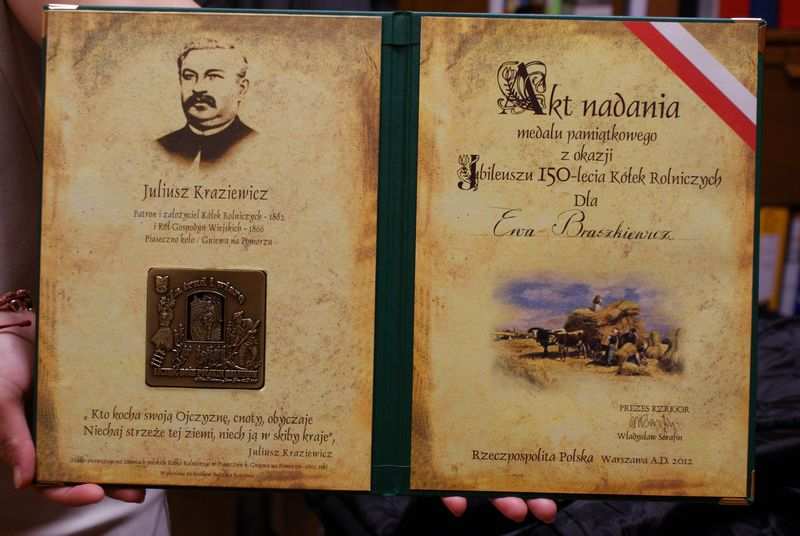 Juliusz Kraziewicz
Patron i założyciel Kółek Rolniczych - 1862
i Kół Gospodyń Wiejskich - 1866
Piaseczno koło / Gniewa na Pomorzu
„ Kto kocha swoją Ojczyznę, cnoty, obyczaje
Niechaj strzeże tej ziemi, niech ją w skiby kraje”,
Juliusz Kraziewicz
Akt nadania
medalu pamiątkowego
z okazji
Jubileuszu 150-lecia Kółek Rolniczych
Dla
Ewa Braszkiewicz
PREZES KZRKiOR
Władysław Serafin
Rzeczpospolita Polska Warszawa A.D. 2012